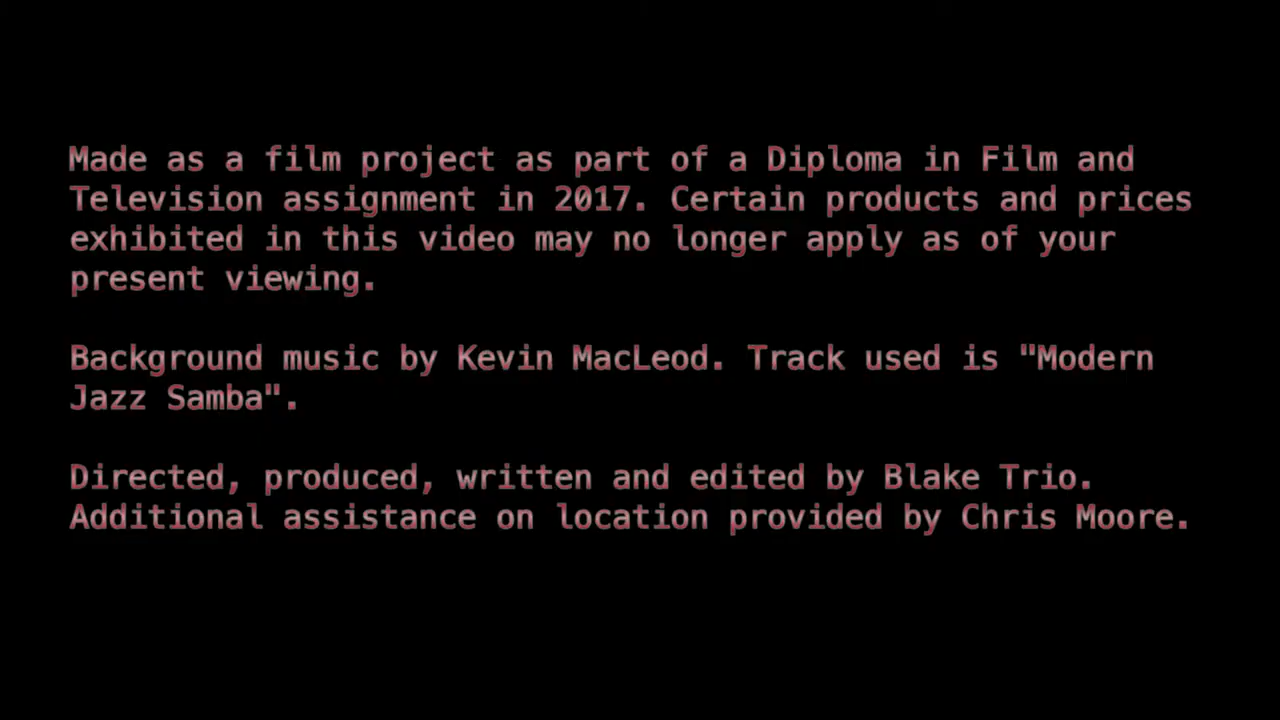 Made as a film project as part of a Diploma in Film and
Television assignment in 2017. Certain products and prices
exhibited in this video may no longer apply as of your
present viewing.
Background music by Kevin MacLeod. Track used is "Modern
Jazz Samba".
Directed, produced, written and edited by Blake Trio.
Additional assistance on location provided by Chris Moore.